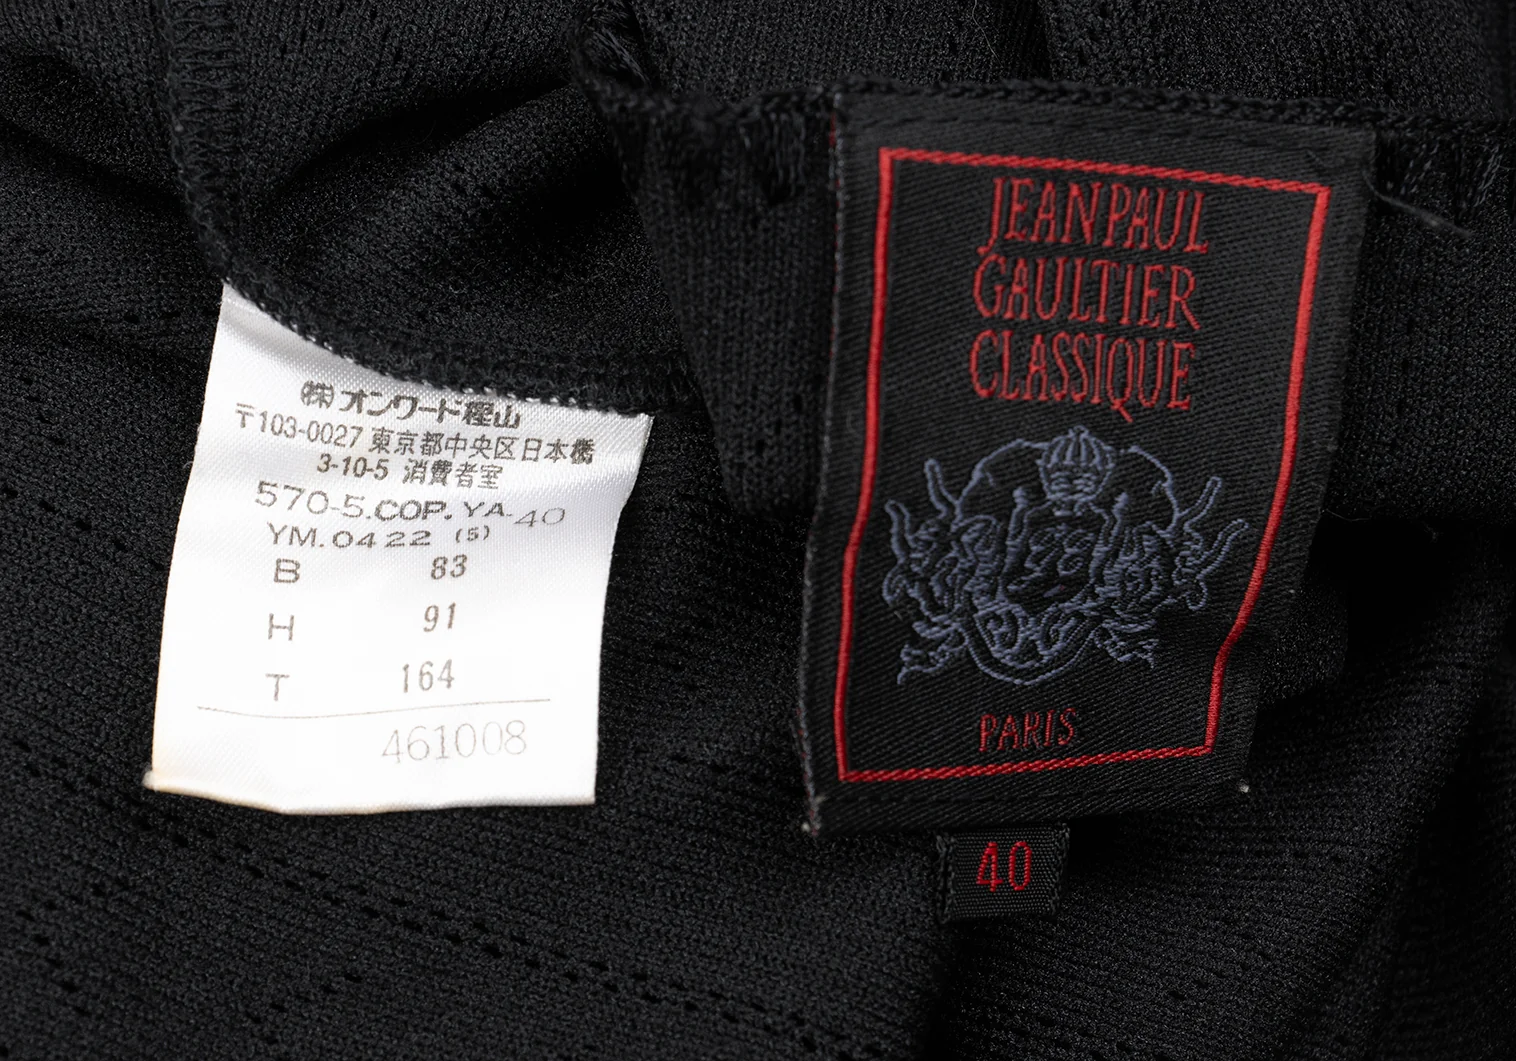 ㈱オンワード樫山
〒103-0027 東京都中央区日本橋
3-10-5 消費者室
570-5.COP.YA-40
YM.0422 (5)
B 83
H 91
T 164
461008
JEAN PAUL
GAULTIER
CLASSIQUE
PARIS
40